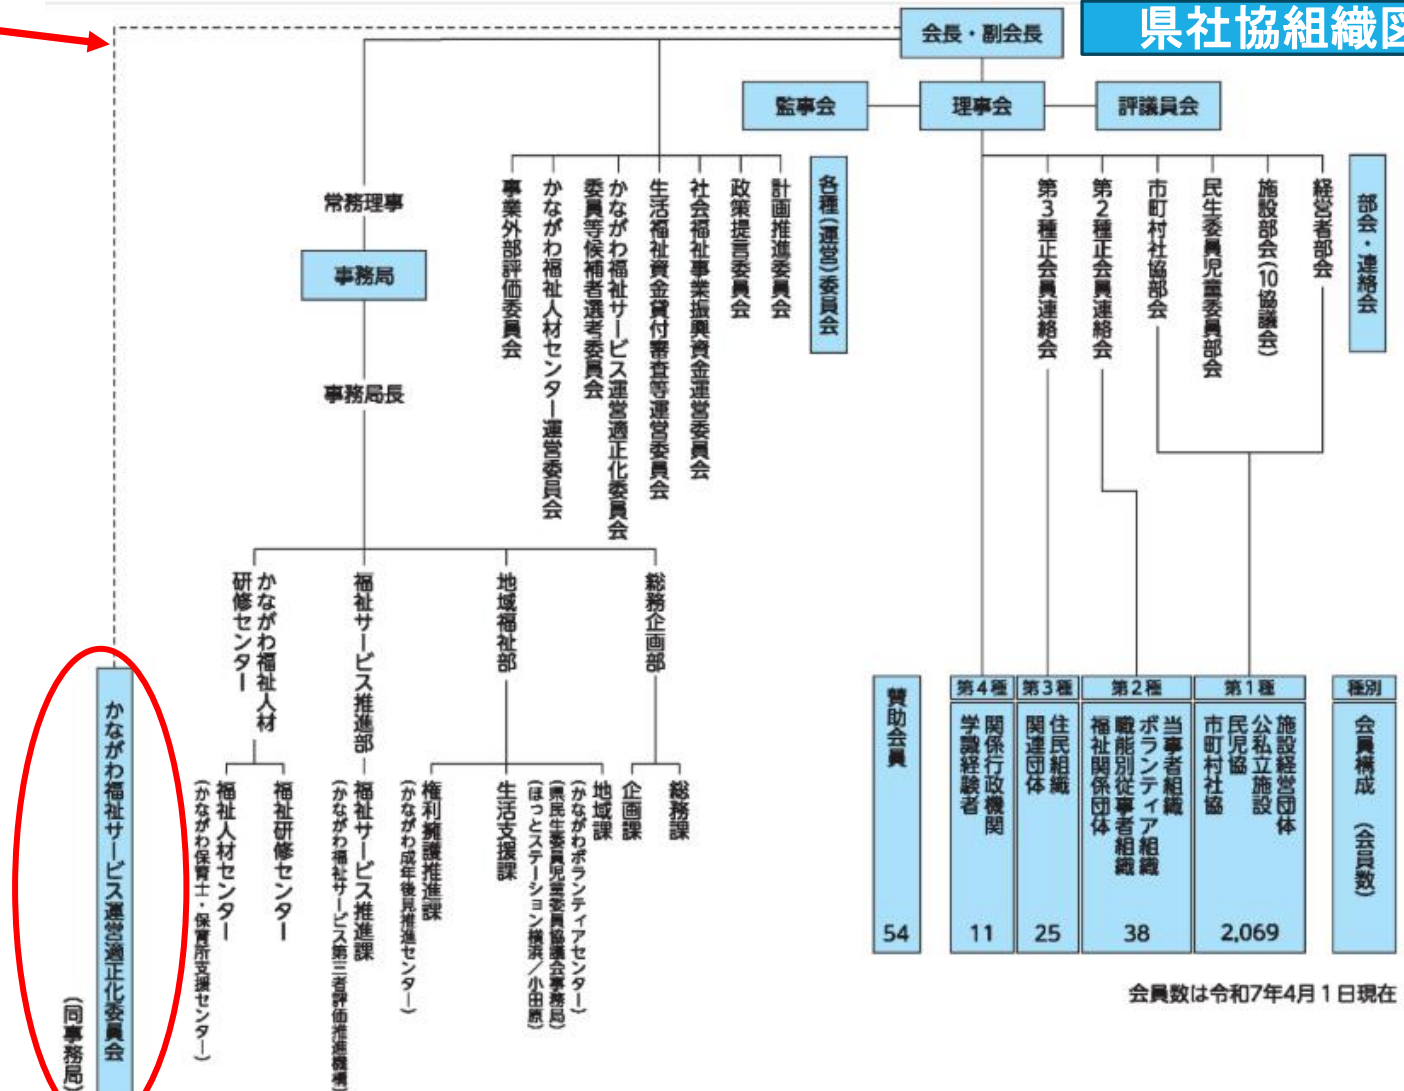 県社協組織図
会長・副会長
監事会
理事会
評議員会
常務理事
事務局
事務局長
各種(運営)委員会
計画推進委員会
政策提言委員会
社会福祉事業振興資金運営委員会
生活福祉資金貸付審査等運営委員会
かながわ福祉サービス運営適正化委員会
委員等候補者選考委員会
かながわ福祉人材センター運営委員会
事業外部評価委員会
部会・連絡会
経営者部会
施設部会(10協議会)
民生委員児童委員部会
市町村社協部会
第2種正会員連絡会
第3種正会員連絡会
総務企画部
地域福祉部
福祉サービス推進部
かながわ福祉人材
研修センター
総務課
企画課
地域課
(かながわボランティアセンター)
(県民生委員児童委員協議会事務局)
(ほっとステーション横浜/小田原)
生活支援課
権利擁護推進課
(かながわ成年後見推進センター)
福祉サービス推進課
(かながわ福祉サービス第三者評価推進機構)
福祉研修センター
福祉人材センター
(かながわ保育士・保育所支援センター)
かながわ福祉サービス運営適正化委員会
(同事務局)
種別
会員構成 (会員数)
第1種
施設経営団体
公私立施設
民児協
市町村社協
2,069
第2種
当事者組織
ボランティア組織
職能別従事者組織
福祉関係団体
38
第3種
住民組織
関連団体
25
第4種
関係行政機関
学識経験者
11
賛助会員
54
会員数は令和7年4月1日現在